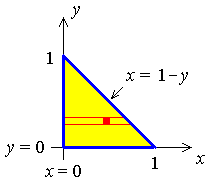 y
1
x = 1−y
y = 0
x = 0
1
x